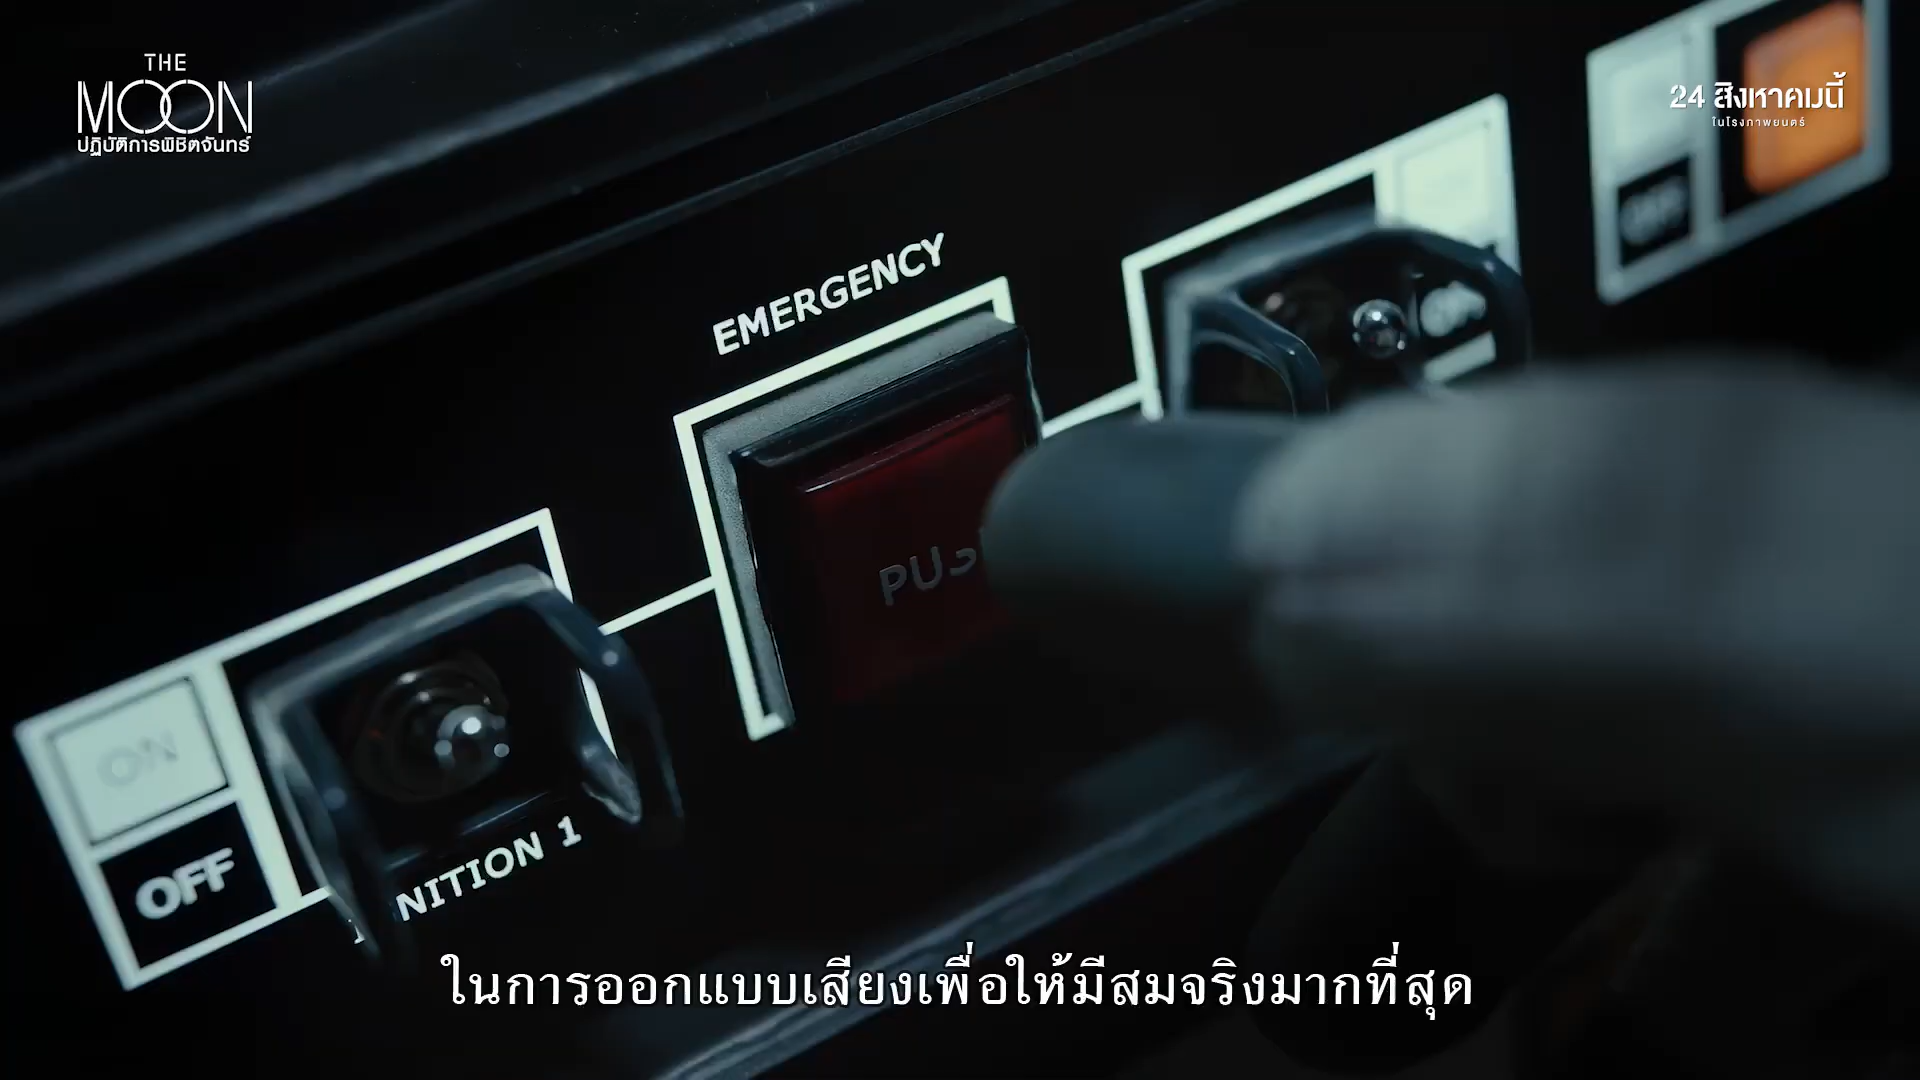 THE
MOON
ปฏิบัติการพิชิตจันทร์
24 สิงหาคมนี้
ในโรงภาพยนตร์
EMERGENCY
OFF
ON
OFF
NITION 1
ในการออกแบบเสียงเพื่อให้มีสมจริงมากที่สุด